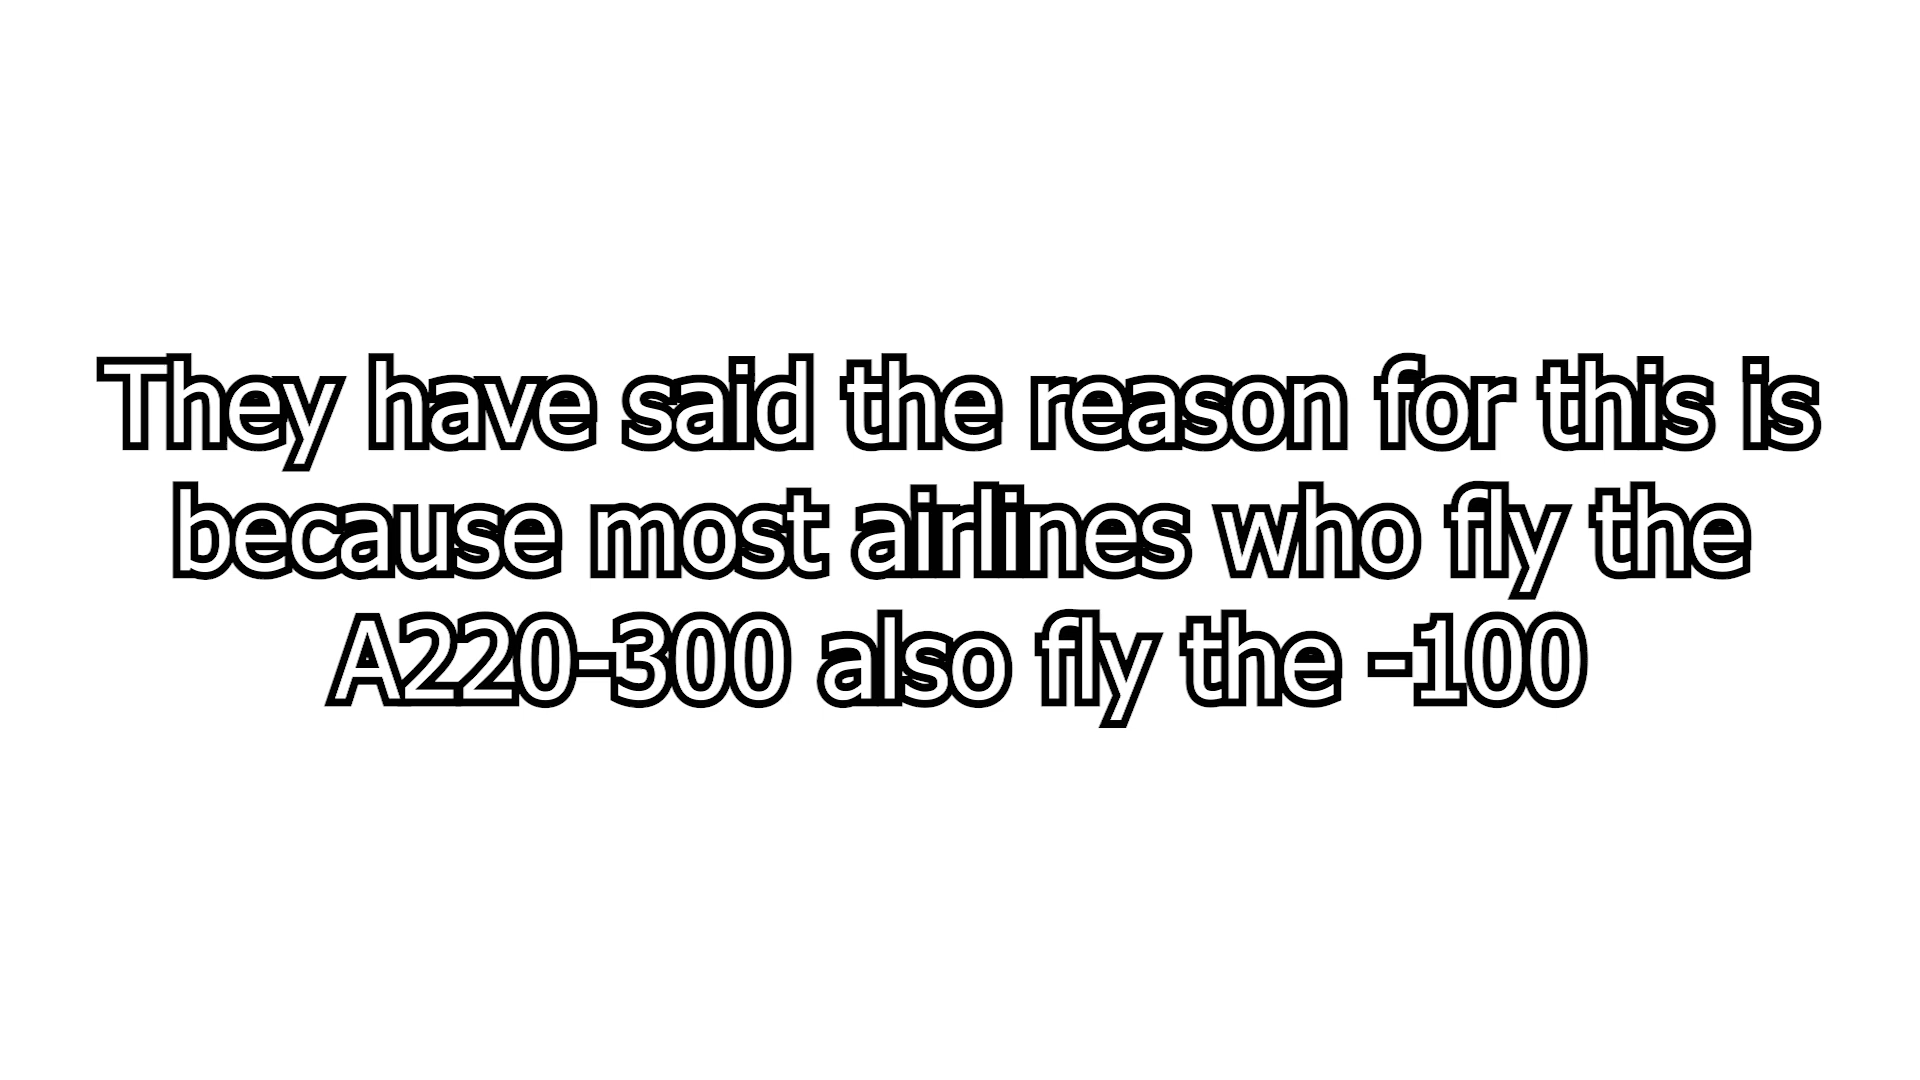 They have said the reason for this is
because most airlines who fly the
A220-300 also fly the -100